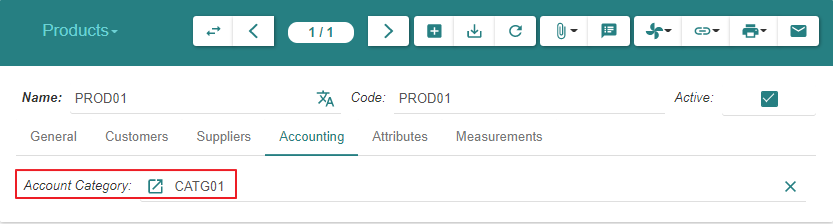 Products
1 / 1
Name: PROD01 Code: PROD01 Active:
General Customers Suppliers Accounting Attributes Measurements
Account Category: CATG01